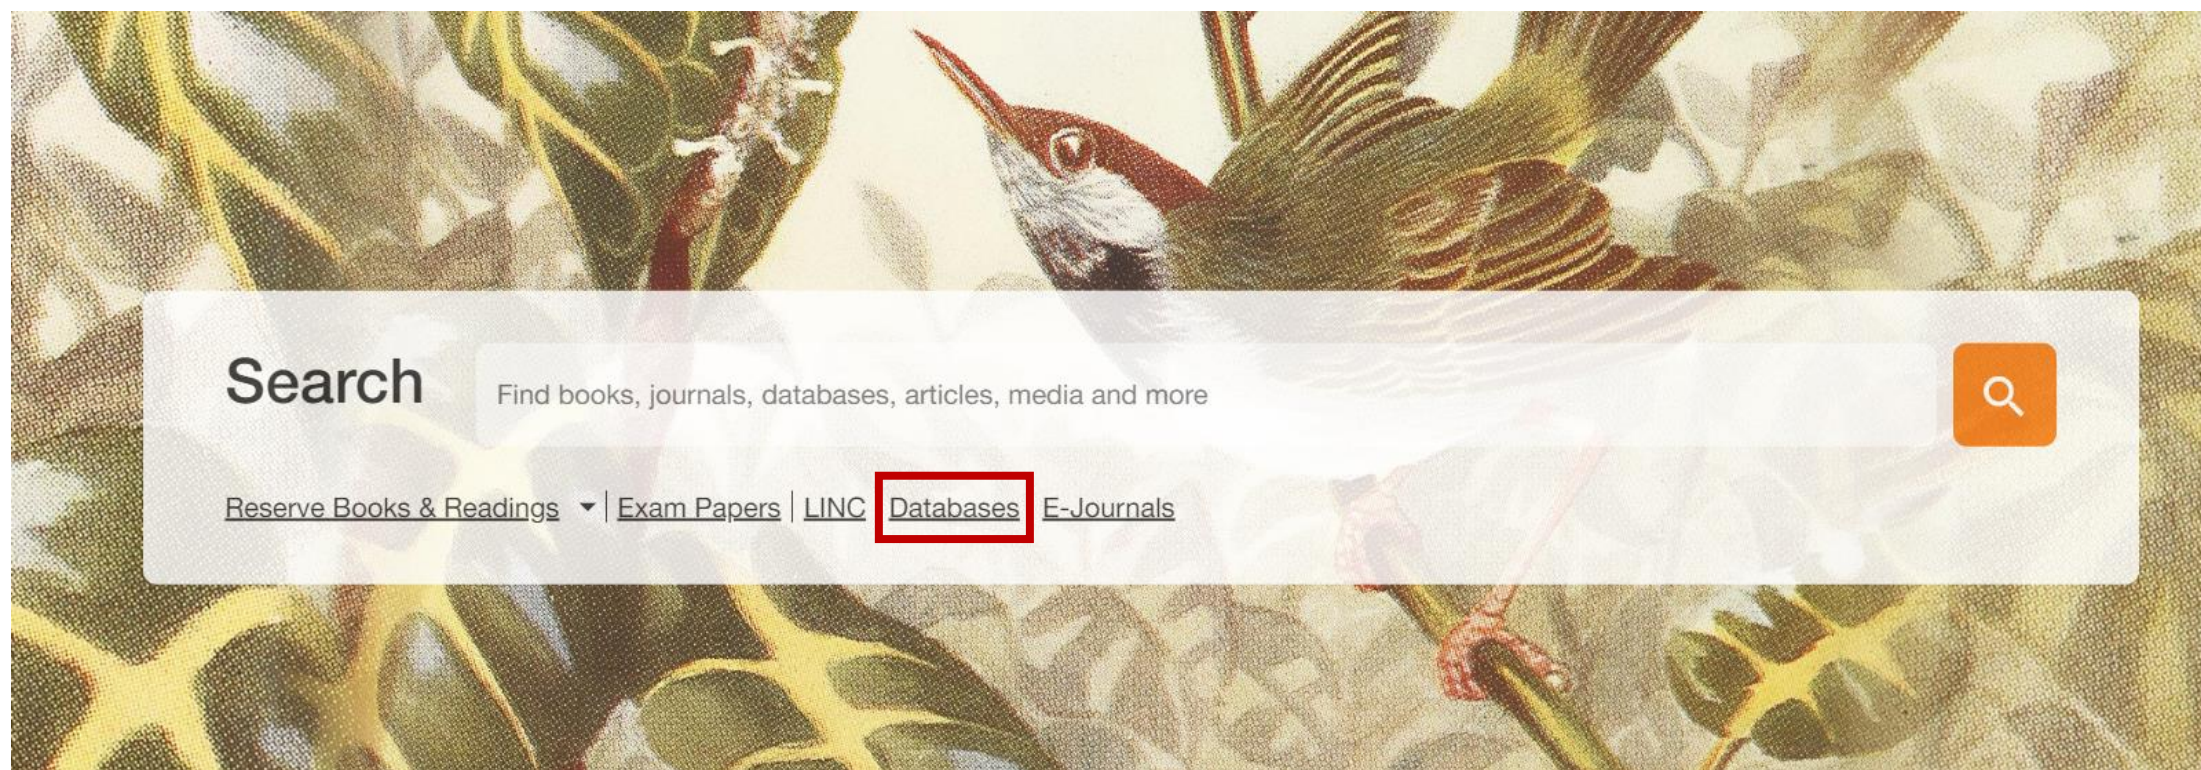 Search
Find books, journals, databases, articles, media and more
Reserve Books & Readings | Exam Papers | LINC Databases E-Journals